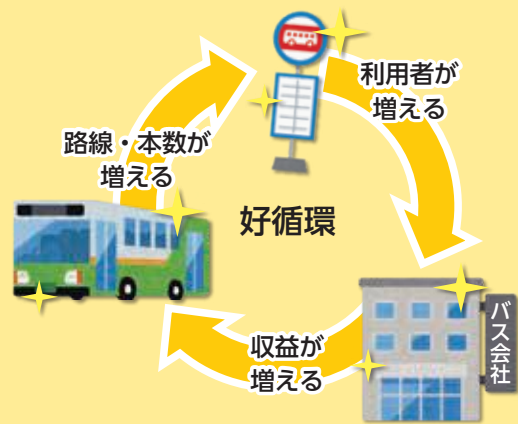 利用者が
増える
路線・本数が
増える
好循環
バス会社
収益が
増える